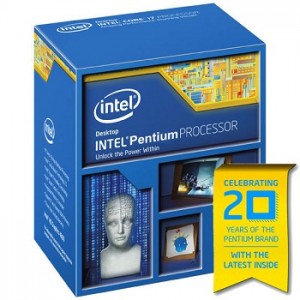 intel
Desktop
INTEL® Pentium® PROCESSOR
Unlock the Power Within
CELEBRATING
20
YEARS OF THE
PENTIUM BRAND
WITH THE
LATEST INSIDE